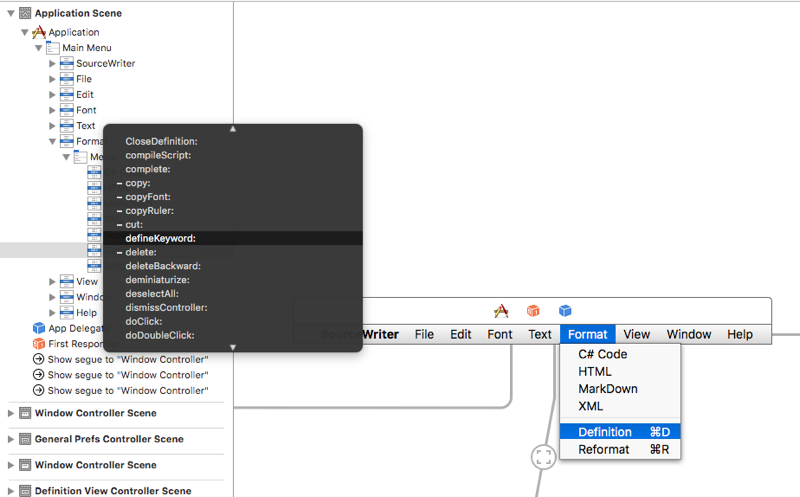 Application Scene
Application
Main Menu
SourceWriter
File
Edit
Font
Text
Me
View
Help
App Delegat
First Respon
Show segue to "Window Controller"
Show segue to "Window Controller"
Show segue to "Window Controller"
Window Controller Scene
General Prefs Controller Scene
Window Controller Scene
Definition View Controller Scene
CloseDefinition:
compileScript:
complete:
– copy:
– copyFont:
– copyRuler:
– cut:
defineKeyword:
– delete:
deleteBackward:
deminiaturize:
deselectAll:
dismissController:
doClick:
doDoubleClick:
SourceWriter File Edit Font Text Format View Window Help
C# Code
HTML
MarkDown
XML
Definition ⌘D
Reformat ⌘R